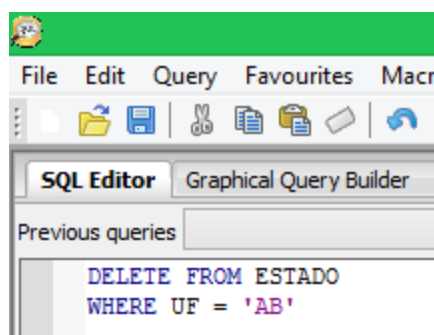 File Edit Query Favourites Macr
SQL Editor Graphical Query Builder
Previous queries
DELETE FROM ESTADO
WHERE UF = 'AB'